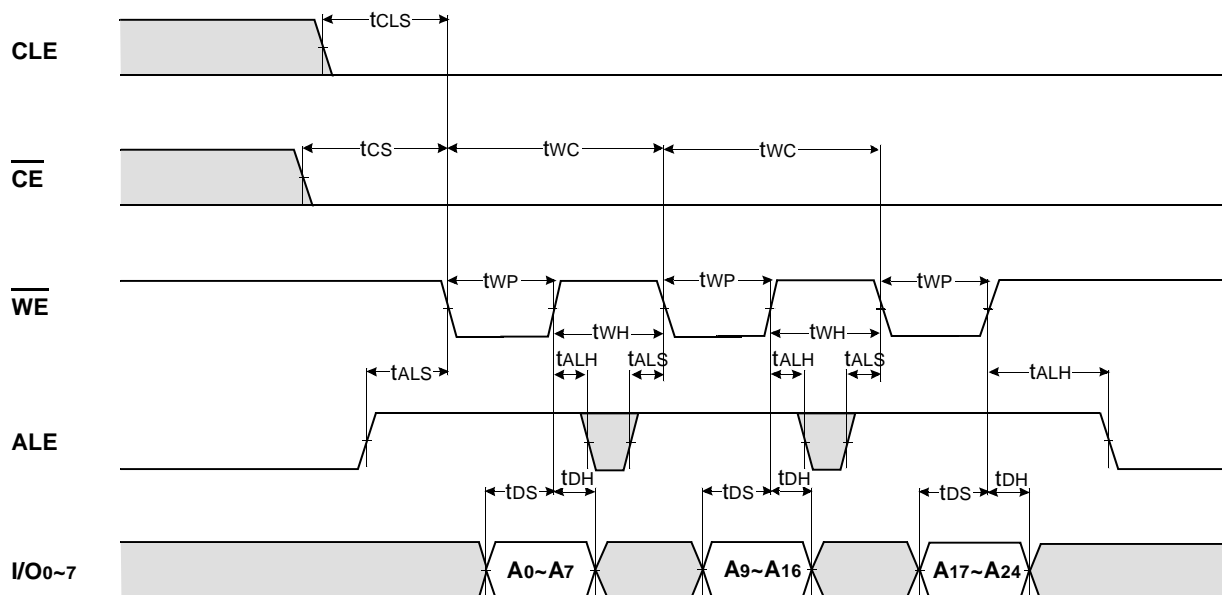 CLE
tCLS
CE
tCS
tWC
tWC
WE
tWP
tWP
tWP
tWH
tWH
tALS
tALH
tALS
tALH
tALS
tALH
ALE
tDS
tDH
tDS
tDH
tDS
tDH
I/O0~7
A0~A7
A9~A16
A17~A24